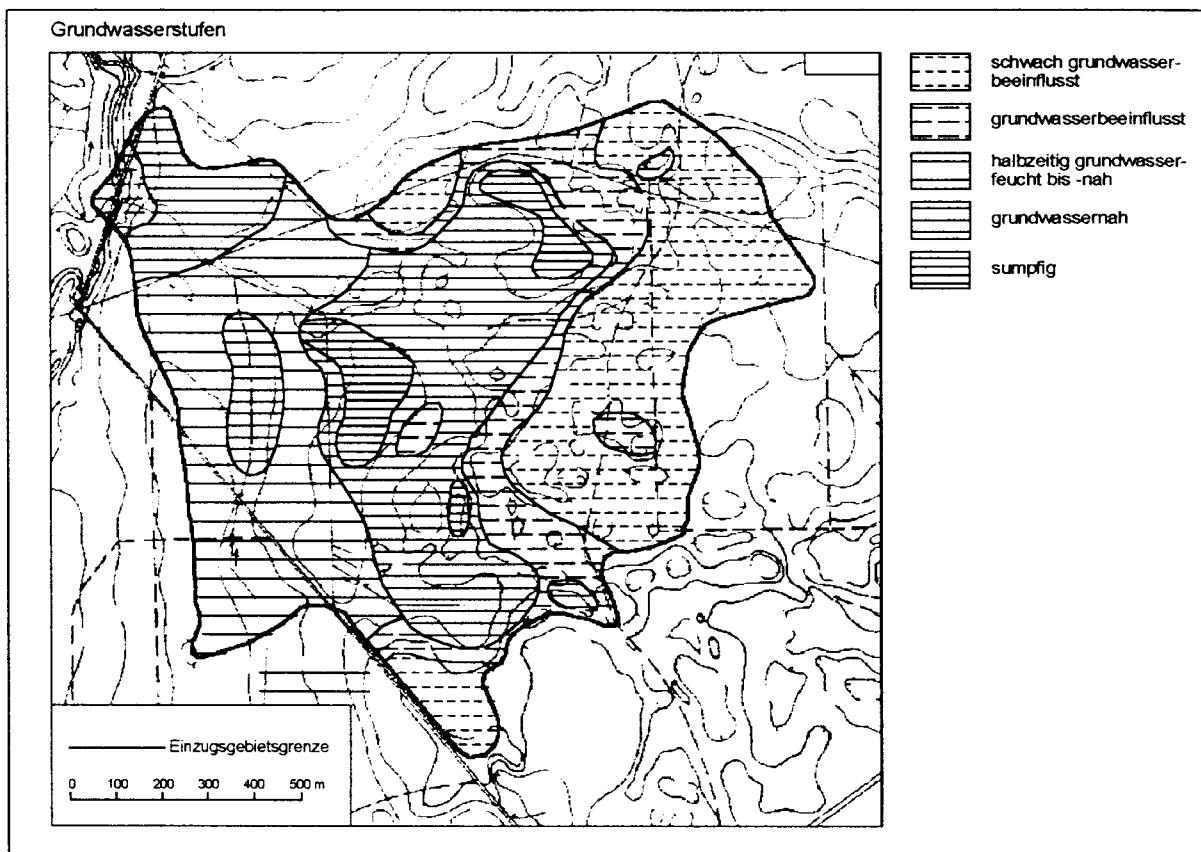 Grundwasserstufen
schwach grundwasser-
beeinflusst
grundwasserbeeinflusst
halbzeitig grundwasser-
feucht bis -nah
grundwassernah
sumpfig
Einzugsgebietsgrenze
0 100 200 300 400 500 m